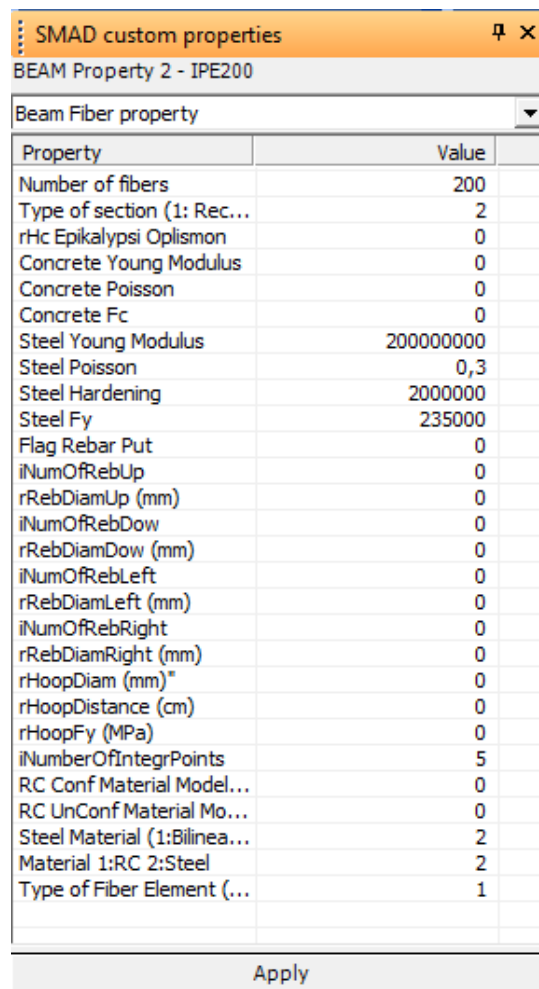 SMAD custom properties
BEAM Property 2 - IPE200
Beam Fiber property
Property Value
Number of fibers 200
Type of section (1: Rec... 2
rHc Epikalypsi Oplismon 0
Concrete Young Modulus 0
Concrete Poisson 0
Concrete Fc 0
Steel Young Modulus 200000000
Steel Poisson 0,3
Steel Hardening 2000000
Steel Fy 235000
Flag Rebar Put 0
iNumOfRebUp 0
rRebDiamUp (mm) 0
iNumOfRebDow 0
rRebDiamDow (mm) 0
iNumOfRebLeft 0
rRebDiamLeft (mm) 0
iNumOfRebRight 0
rRebDiamRight (mm) 0
rHoopDiam (mm)" 0
rHoopDistance (cm) 0
rHoopFy (MPa) 0
iNumberOfIntegrPoints 5
RC Conf Material Model... 0
RC UnConf Material Mo... 0
Steel Material (1:Bilinea... 2
Material 1:RC 2:Steel 2
Type of Fiber Element (... 1
Apply